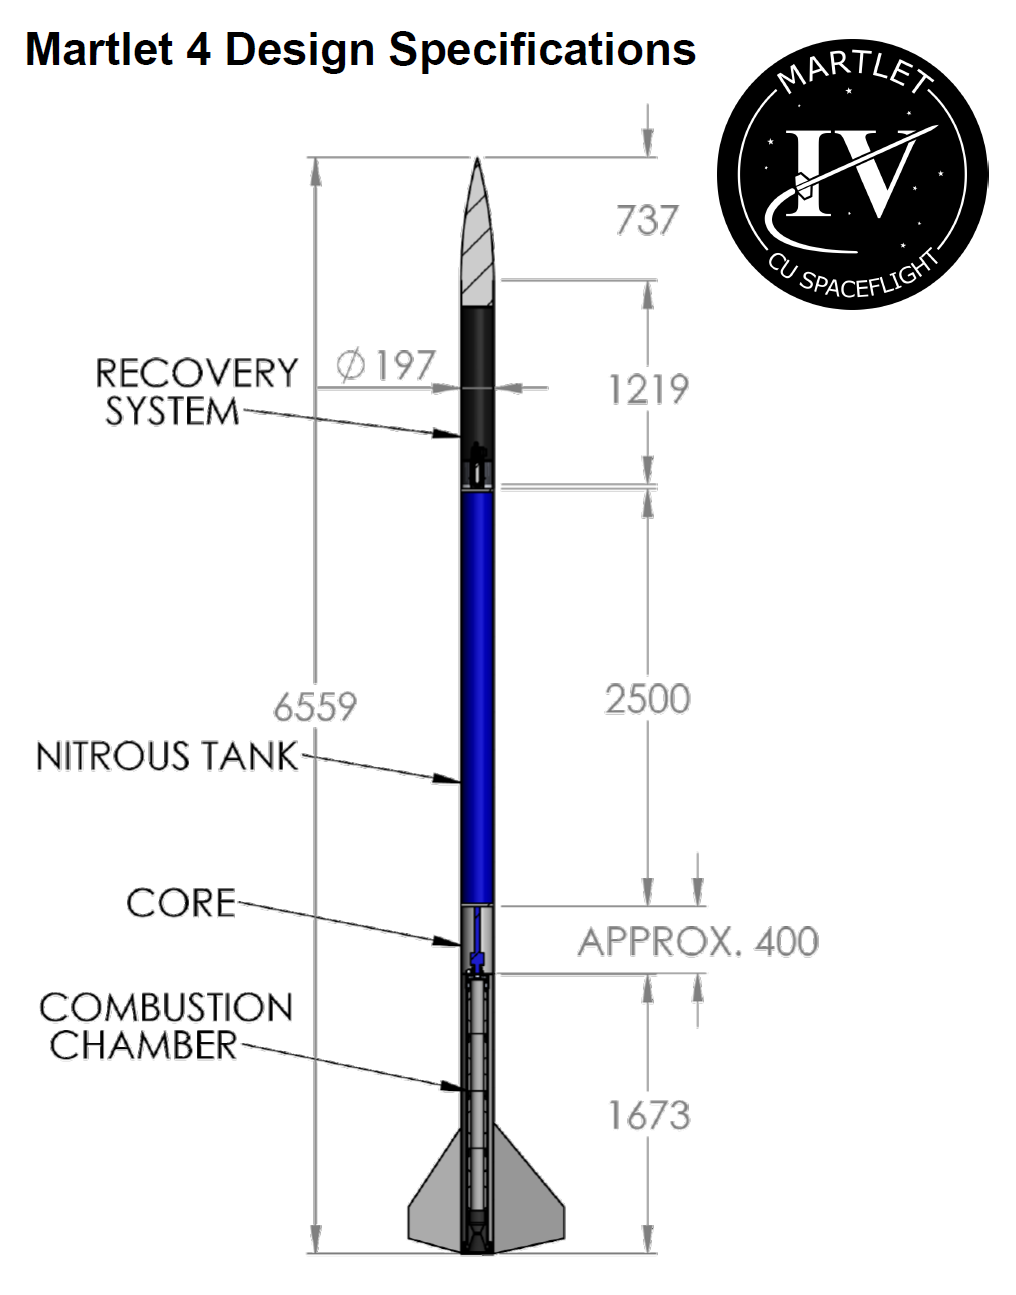 Martlet 4 Design Specifications
MARTLET
IV
CU SPACEFLIGHT
737
RECOVERY
SYSTEM
Ø 197
1219
6559
2500
NITROUS TANK
CORE
APPROX. 400
COMBUSTION
CHAMBER
1673